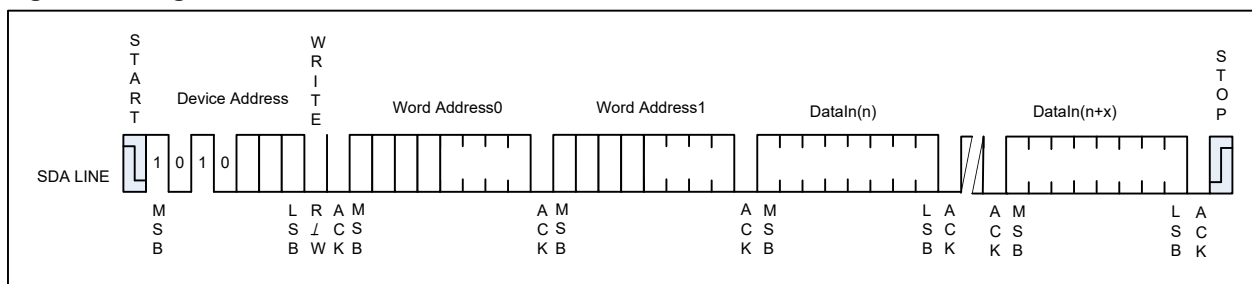 START
WRITE
STOP
Device Address
Word Address0
Word Address1
DataIn(n)
DataIn(n+x)
SDA LINE
1 0 1 0
MSB
LSB
R/W
ACK
MSB
ACK
MSB
ACK
MSB
LSB
ACK
ACK
MSB
LSB
ACK